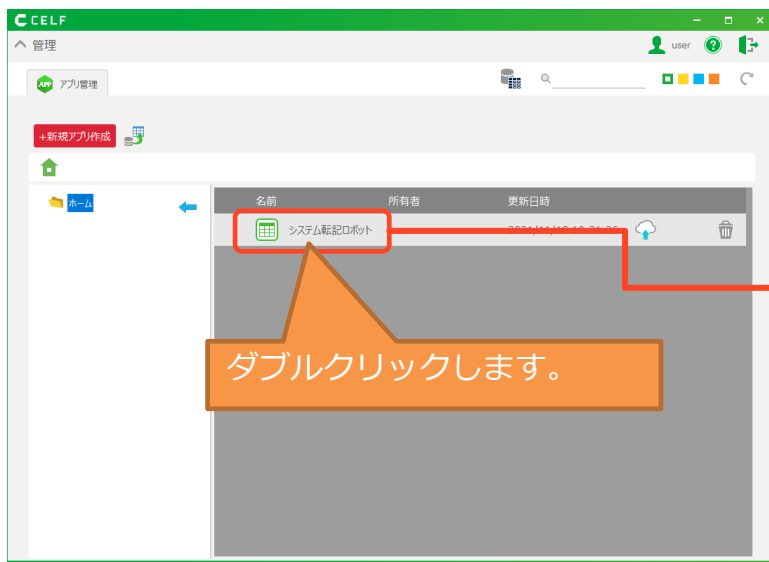 CELF
管理
user
アプリ管理
+新規アプリ作成
ホーム
名前 所有者 更新日時
システム転記ロボット
ダブルクリックします。